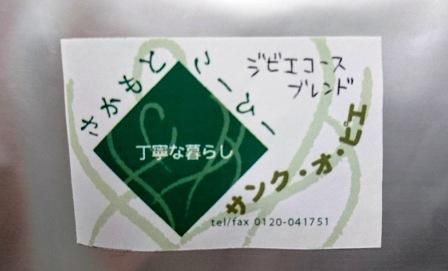 さかもと こーひー
ジビエコース
ブレンド
丁寧な暮らし
サンク・オ・ピエ
tel/fax 0120-041751